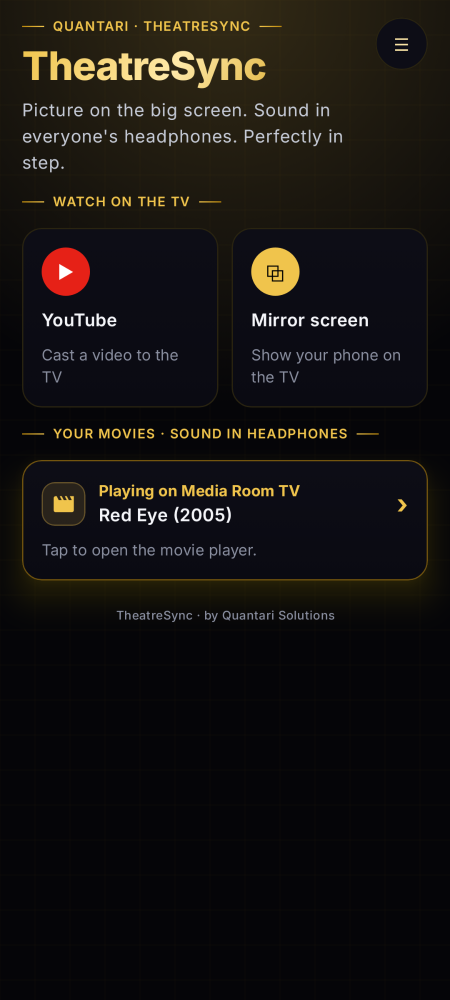 QUANTARI · THEATRESYNC
TheatreSync
Picture on the big screen. Sound in
everyone's headphones. Perfectly in
step.
WATCH ON THE TV
YouTube
Cast a video to the
TV
Mirror screen
Show your phone on
the TV
YOUR MOVIES · SOUND IN HEADPHONES
Playing on Media Room TV
Red Eye (2005)
Tap to open the movie player.
TheatreSync · by Quantari Solutions